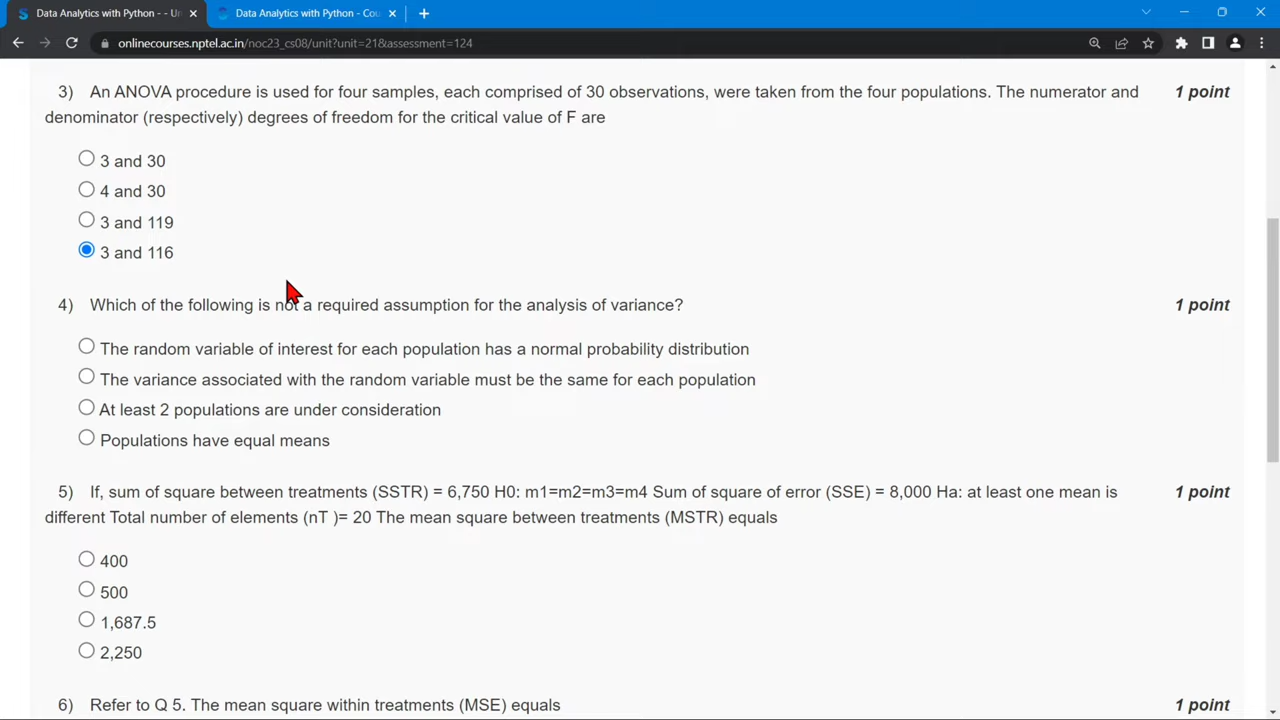 Data Analytics with Python - - Un
Data Analytics with Python - Cou
onlinecourses.nptel.ac.in/noc23_cs08/unit?unit=21&assessment=124
3) An ANOVA procedure is used for four samples, each comprised of 30 observations, were taken from the four populations. The numerator and 1 point
denominator (respectively) degrees of freedom for the critical value of F are
3 and 30
4 and 30
3 and 119
3 and 116
4) Which of the following is not a required assumption for the analysis of variance? 1 point
The random variable of interest for each population has a normal probability distribution
The variance associated with the random variable must be the same for each population
At least 2 populations are under consideration
Populations have equal means
5) If, sum of square between treatments (SSTR) = 6,750 H0: m1=m2=m3=m4 Sum of square of error (SSE) = 8,000 Ha: at least one mean is 1 point
different Total number of elements (nT )= 20 The mean square between treatments (MSTR) equals
400
500
1,687.5
2,250
6) Refer to Q 5. The mean square within treatments (MSE) equals 1 point